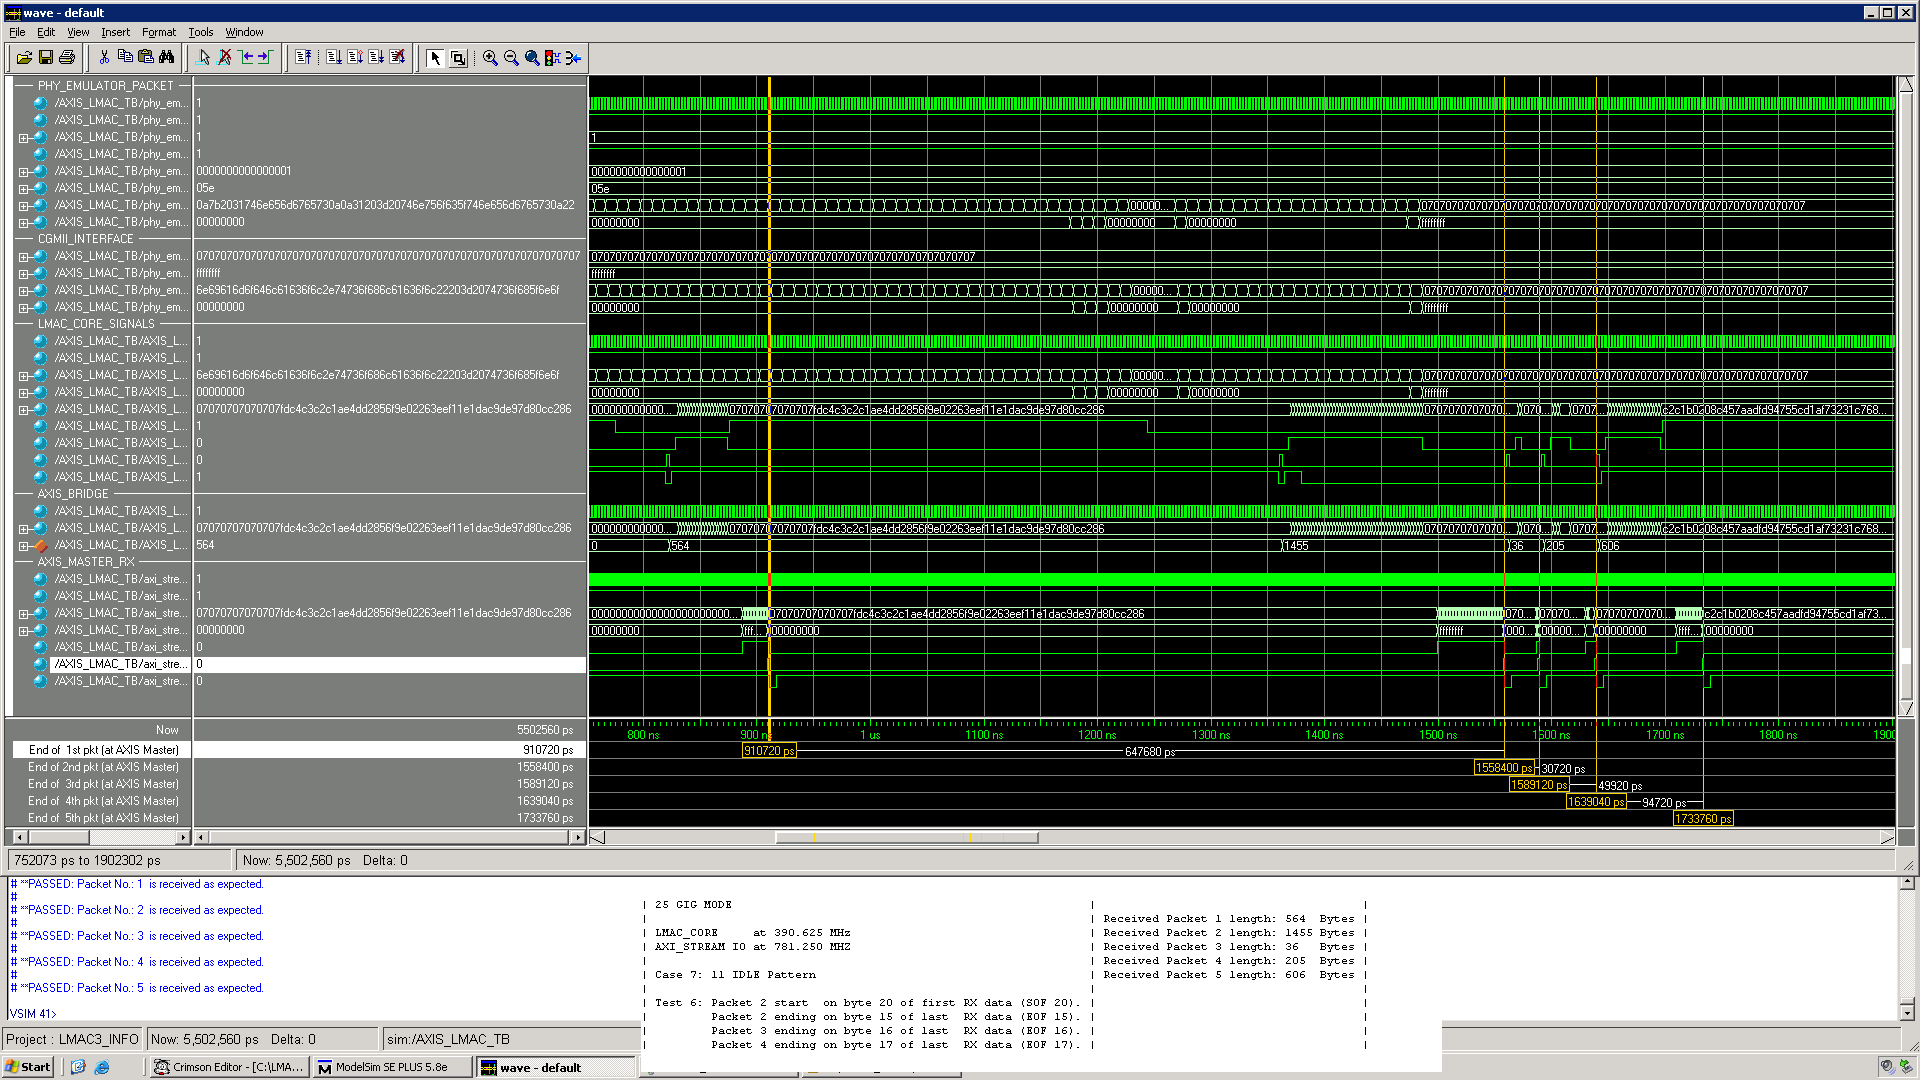 wave - default
File Edit View Insert Format Tools Window
PHY_EMULATOR_PACKET
/AXIS_LMAC_TB/phy_em... 1
/AXIS_LMAC_TB/phy_em... 1
/AXIS_LMAC_TB/phy_em... 1 1
/AXIS_LMAC_TB/phy_em... 1
/AXIS_LMAC_TB/phy_em... 0000000000000001 0000000000000001
/AXIS_LMAC_TB/phy_em... 05e 05e
/AXIS_LMAC_TB/phy_em... 0a7b2031746e656d6765730a0a31203d20746e756f635f746e656d6765730a22 00000...
/AXIS_LMAC_TB/phy_em... 00000000 00000000 00000000 00000000 ffffffff
CGMII_INTERFACE
/AXIS_LMAC_TB/phy_em...
/AXIS_LMAC_TB/phy_em... ffffffff ffffffff
/AXIS_LMAC_TB/phy_em... 6e69616d6f646c61636f6c2e74736f686c61636f6c22203d2074736f685f6e6f 00000...
/AXIS_LMAC_TB/phy_em... 00000000 00000000 00000000 00000000 ffffffff
LMAC_CORE_SIGNALS
/AXIS_LMAC_TB/AXIS_L... 1
/AXIS_LMAC_TB/AXIS_L... 1
/AXIS_LMAC_TB/AXIS_L... 6e69616d6f646c61636f6c2e74736f686c61636f6c22203d2074736f685f6e6f 00000...
/AXIS_LMAC_TB/AXIS_L... 00000000 00000000 00000000 00000000 ffffffff
/AXIS_LMAC_TB/AXIS_L... 07070707070707fdc4c3c2c1ae4dd2856f9e02263eef11e1dac9de97d80cc286 000000000000... 070... 0707... c2c1b0208c457aadfd94755cd1af73231c768...
/AXIS_LMAC_TB/AXIS_L... 1
/AXIS_LMAC_TB/AXIS_L... 0
/AXIS_LMAC_TB/AXIS_L... 0
/AXIS_LMAC_TB/AXIS_L... 1
AXIS_BRIDGE
/AXIS_LMAC_TB/AXIS_L... 1
/AXIS_LMAC_TB/AXIS_L... 07070707070707fdc4c3c2c1ae4dd2856f9e02263eef11e1dac9de97d80cc286 000000000000... 070... 0707... c2c1b0208c457aadfd94755cd1af73231c768...
/AXIS_LMAC_TB/AXIS_L... 564 0 564 1455 36 205 606
AXIS_MASTER_RX
/AXIS_LMAC_TB/axi_stre... 1
/AXIS_LMAC_TB/axi_stre... 1
/AXIS_LMAC_TB/axi_stre... 07070707070707fdc4c3c2c1ae4dd2856f9e02263eef11e1dac9de97d80cc286 07070707070707fdc4c3c2c1ae4dd2856f9e02263eef11e1dac9de97d80cc286 070... 07070... 07070707070... c2c1b0208c457aadfd94755cd1af73...
/AXIS_LMAC_TB/axi_stre... 00000000 00000000 fff... 00000000 ffffffff 000... 00000... 00000000 ffff... 00000000
/AXIS_LMAC_TB/axi_stre... 0
/AXIS_LMAC_TB/axi_stre... 0
/AXIS_LMAC_TB/axi_stre... 0
Now 5502560 ps 800 ns 900 ns 1 us 1100 ns 1200 ns 1300 ns 1400 ns 1500 ns 1600 ns 1700 ns 1800 ns 1900
End of 1st pkt (at AXIS Master) 910720 ps 910720 ps 647680 ps
End of 2nd pkt (at AXIS Master) 1558400 ps 1558400 ps 30720 ps
End of 3rd pkt (at AXIS Master) 1589120 ps 1589120 ps 49920 ps
End of 4th pkt (at AXIS Master) 1639040 ps 1639040 ps 94720 ps
End of 5th pkt (at AXIS Master) 1733760 ps 1733760 ps
752073 ps to 1902302 ps Now: 5,502,560 ps Delta: 0
# **PASSED: Packet No.: 1 is received as expected.
#
# **PASSED: Packet No.: 2 is received as expected.
#
# **PASSED: Packet No.: 3 is received as expected.
#
# **PASSED: Packet No.: 4 is received as expected.
#
# **PASSED: Packet No.: 5 is received as expected.
VSIM 41>
| 25 GIG MODE | |
| | Received Packet 1 length: 564 Bytes |
| LMAC_CORE at 390.625 MHz | Received Packet 2 length: 1455 Bytes |
| AXI_STREAM IO at 781.250 MHZ | Received Packet 3 length: 36 Bytes |
| | Received Packet 4 length: 205 Bytes |
| Case 7: 11 IDLE Pattern | Received Packet 5 length: 606 Bytes |
| | |
| Test 6: Packet 2 start on byte 20 of first RX data (SOF 20). | |
| Packet 2 ending on byte 15 of last RX data (EOF 15). | |
| Packet 3 ending on byte 16 of last RX data (EOF 16). | |
| Packet 4 ending on byte 17 of last RX data (EOF 17). | |
Project : LMAC3_INFO Now: 5,502,560 ps Delta: 0 sim:/AXIS_LMAC_TB
Start Crimson Editor - [C:\LMA... ModelSim SE PLUS 5.8e wave - default